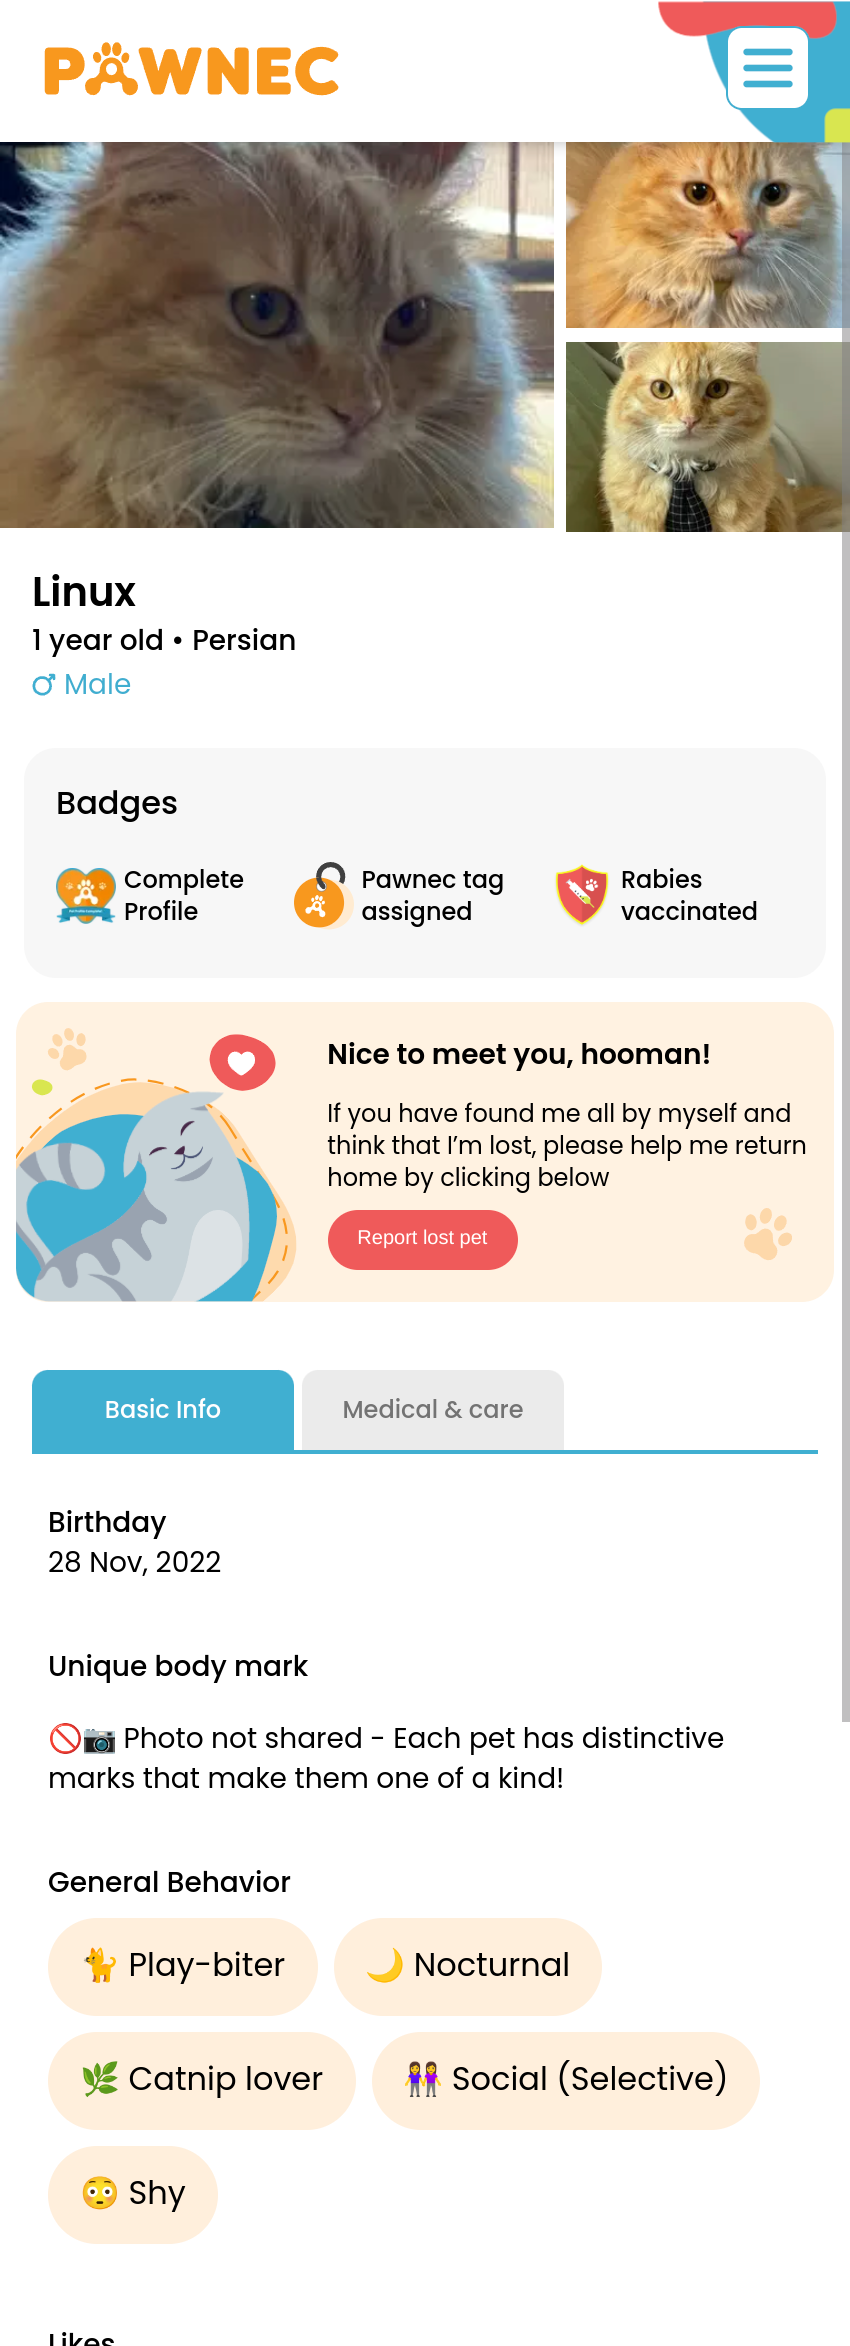 PAWNEC
Linux
1 year old • Persian
Male
Badges
Complete
Profile
Pawnec tag
assigned
Rabies
vaccinated
Nice to meet you, hooman!
If you have found me all by myself and
think that I’m lost, please help me return
home by clicking below
Report lost pet
Basic Info
Medical & care
Birthday
28 Nov, 2022
Unique body mark
🚫📷 Photo not shared - Each pet has distinctive
marks that make them one of a kind!
General Behavior
🐈 Play-biter
🌙 Nocturnal
🌿 Catnip lover
👭 Social (Selective)
😳 Shy
Likes